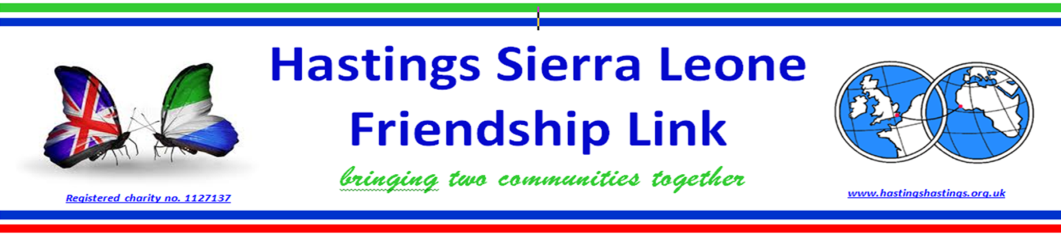 Hastings Sierra Leone
Friendship Link
bringing two communities together
Registered charity no. 1127137
www.hastingshastings.org.uk